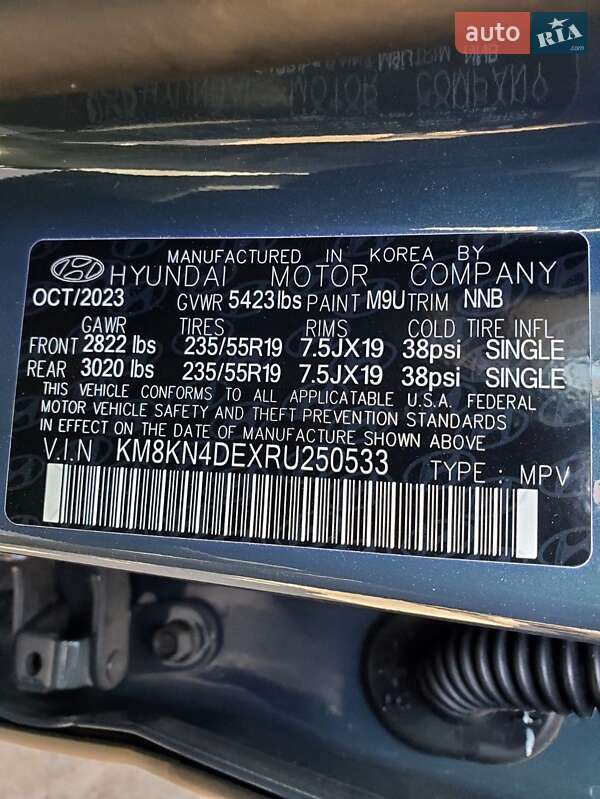 auto RIA.com
MANUFACTURED IN KOREA BY
HYUNDAI MOTOR COMPANY
OCT/2023 GVWR 5423lbs PAINT M9U TRIM NNB
GAWR TIRES RIMS COLD TIRE INFL
FRONT 2822 lbs 235/55R19 7.5JX19 38psi SINGLE
REAR 3020 lbs 235/55R19 7.5JX19 38psi SINGLE
THIS VEHICLE CONFORMS TO ALL APPLICATABLE U.S.A. FEDERAL
MOTOR VEHICLE SAFETY AND THEFT PREVENTION STANDARDS
IN EFFECT ON THE DATE OF MANUFACTURE SHOWN ABOVE
V.I.N KM8KN4DEXRU250533 TYPE : MPV